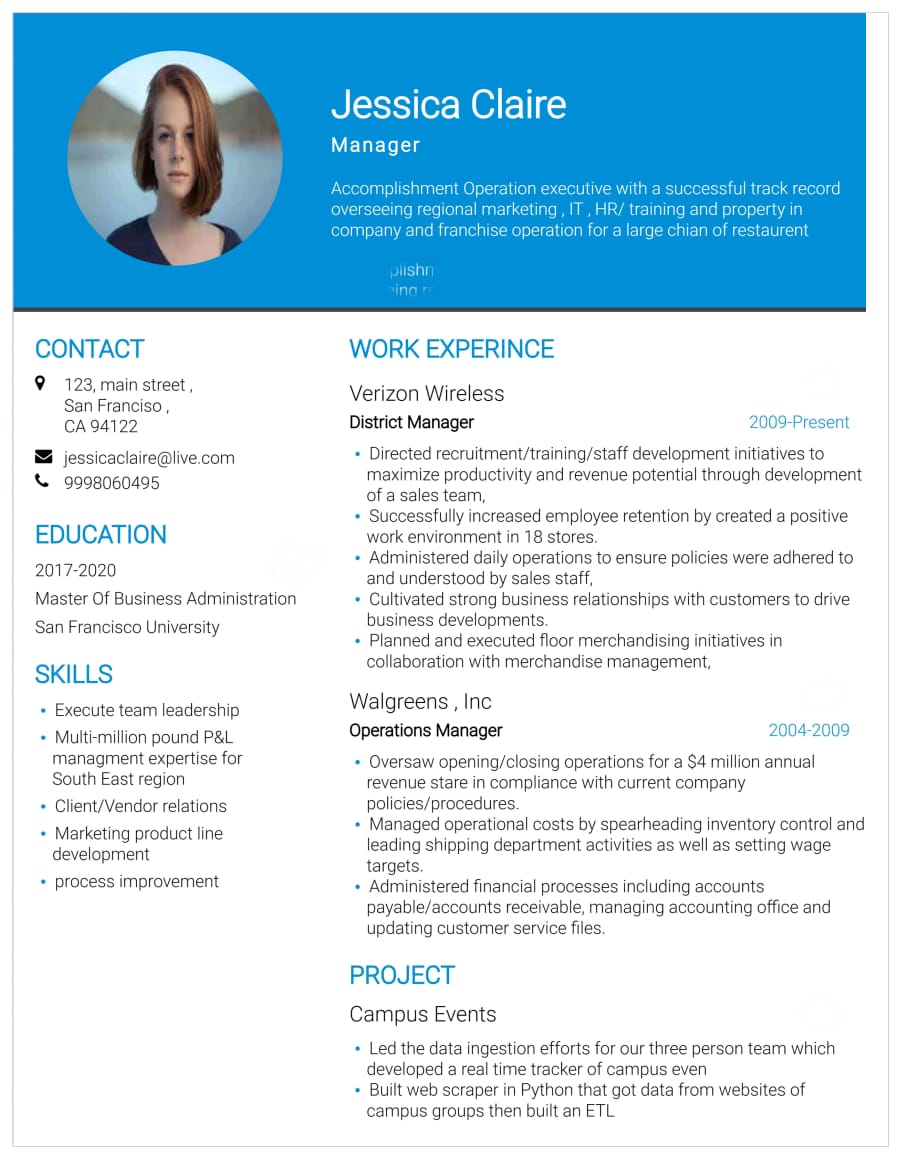 Jessica Claire
Manager
Accomplishment Operation executive with a successful track record
overseeing regional marketing , IT , HR/ training and property in
company and franchise operation for a large chian of restaurent
plishm
ing r
CONTACT
123, main street ,
San Franciso ,
CA 94122
jessicaclaire@live.com
9998060495
EDUCATION
2017-2020
Master Of Business Administration
San Francisco University
SKILLS
• Execute team leadership
• Multi-million pound P&L
managment expertise for
South East region
• Client/Vendor relations
• Marketing product line
development
• process improvement
WORK EXPERINCE
Verizon Wireless
District Manager 2009-Present
• Directed recruitment/training/staff development initiatives to
maximize productivity and revenue potential through development
of a sales team,
• Successfully increased employee retention by created a positive
work environment in 18 stores.
• Administered daily operations to ensure policies were adhered to
and understood by sales staff,
• Cultivated strong business relationships with customers to drive
business developments.
• Planned and executed floor merchandising initiatives in
collaboration with merchandise management,
Walgreens , Inc
Operations Manager 2004-2009
• Oversaw opening/closing operations for a $4 million annual
revenue stare in compliance with current company
policies/procedures.
• Managed operational costs by spearheading inventory control and
leading shipping department activities as well as setting wage
targets.
• Administered financial processes including accounts
payable/accounts receivable, managing accounting office and
updating customer service files.
PROJECT
Campus Events
• Led the data ingestion efforts for our three person team which
developed a real time tracker of campus even
• Built web scraper in Python that got data from websites of
campus groups then built an ETL